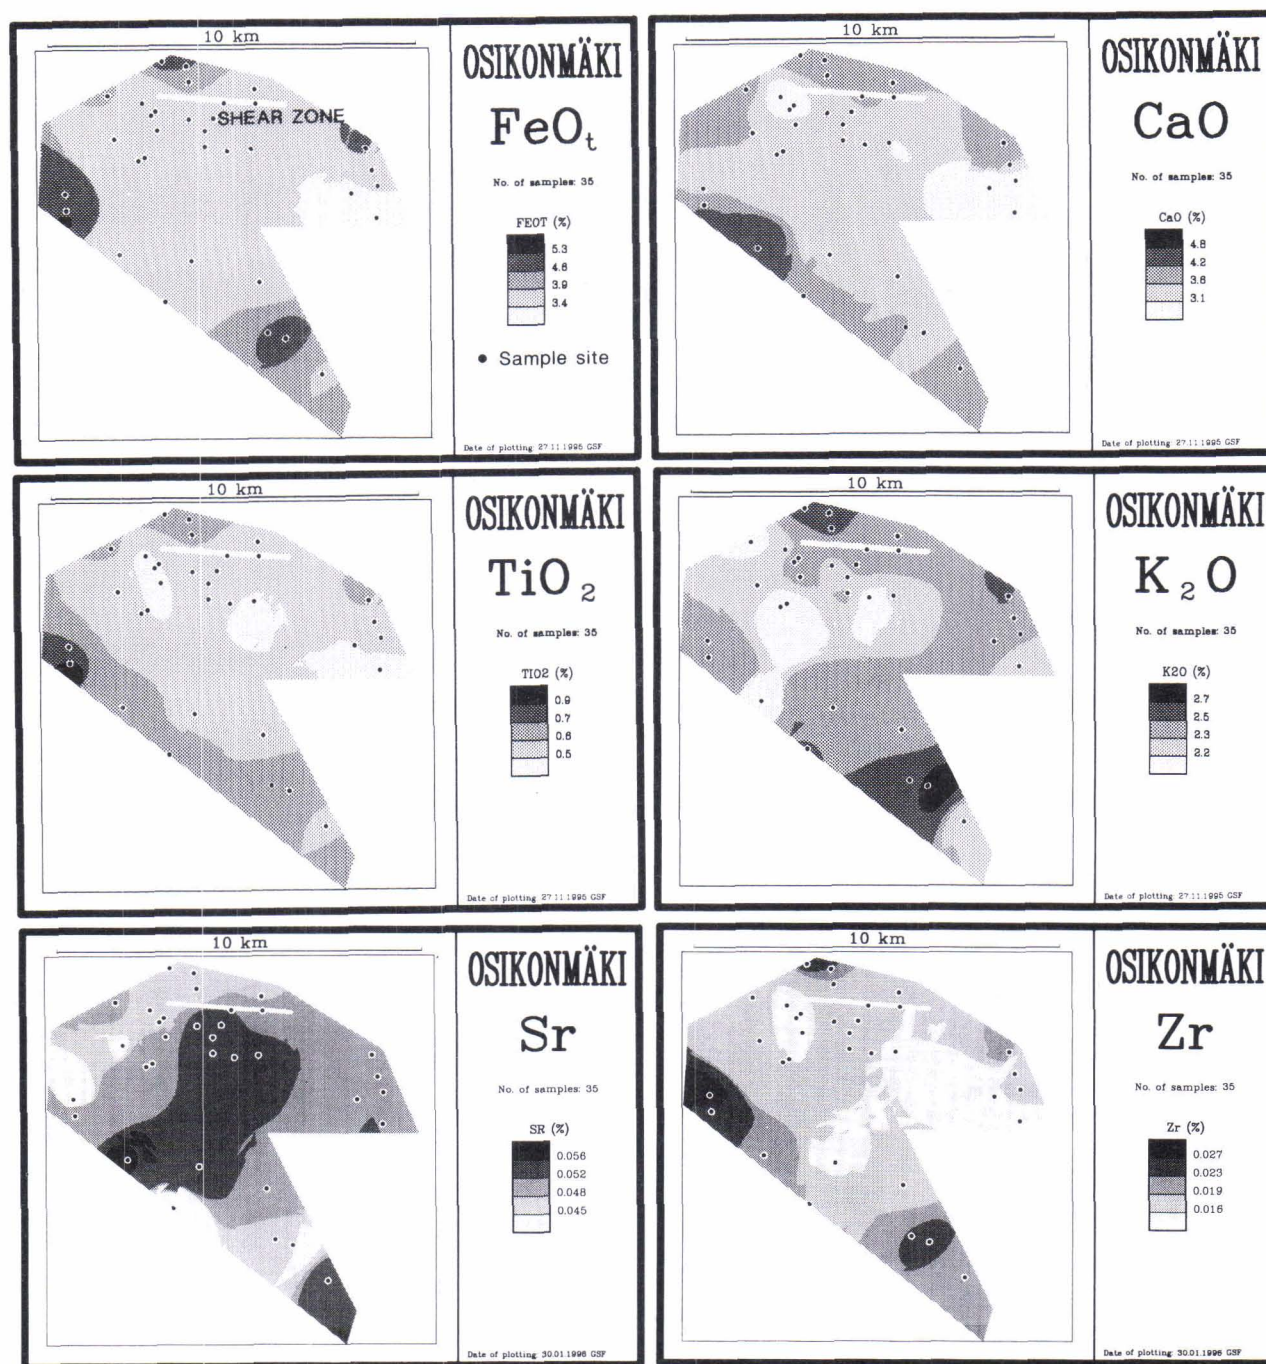 10 km
SHEAR ZONE
OSIKONMÄKI
FeOt
No. of samples: 35
FEOT (%)
5.3
4.6
3.9
3.4
Sample site
Date of plotting: 27.11.1995 GSF
10 km
OSIKONMÄKI
CaO
No. of samples: 35
CaO (%)
4.8
4.2
3.6
3.1
Date of plotting: 27.11.1995 GSF
10 km
OSIKONMÄKI
TiO2
No. of samples: 35
TIO2 (%)
0.9
0.7
0.6
0.5
Date of plotting: 27.11.1995 GSF
10 km
OSIKONMÄKI
K2O
No. of samples: 35
K2O (%)
2.7
2.5
2.3
2.2
Date of plotting: 27.11.1995 GSF
10 km
OSIKONMÄKI
Sr
No. of samples: 35
SR (%)
0.056
0.052
0.048
0.045
Date of plotting: 30.01.1996 GSF
10 km
OSIKONMÄKI
Zr
No. of samples: 35
Zr (%)
0.027
0.023
0.019
0.016
Date of plotting: 30.01.1996 GSF